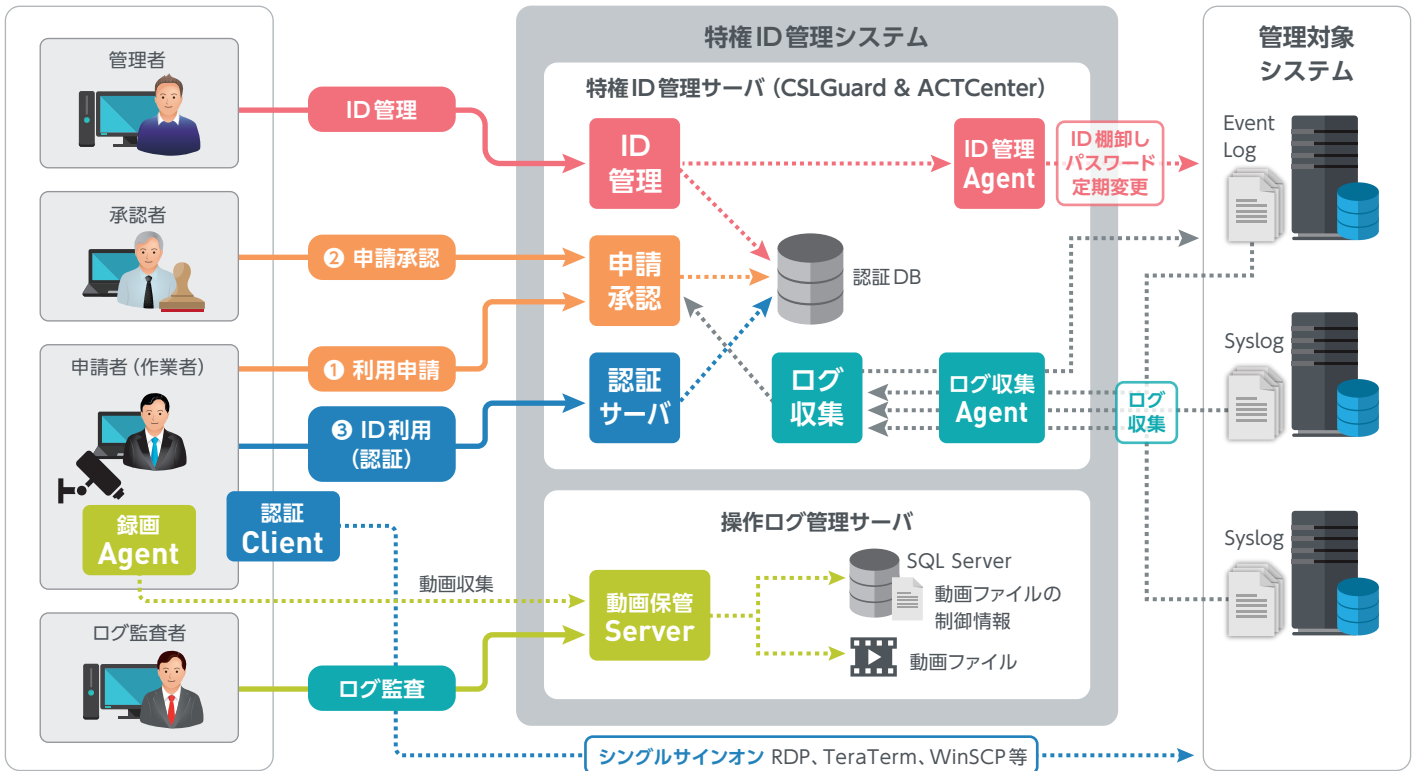 管理者
承認者
申請者（作業者）
録画
Agent
認証
Client
ログ監査者
ID管理
❷ 申請承認
❶ 利用申請
❸ ID利用
（認証）
動画収集
ログ監査
特権ID管理システム
特権ID管理サーバ（CSLGuard & ACTCenter）
ID
管理
ID管理
Agent
ID棚卸し
パスワード
定期変更
申請
承認
認証DB
認証
サーバ
ログ
収集
ログ収集
Agent
ログ
収集
操作ログ管理サーバ
動画保管
Server
SQL Server
動画ファイルの
制御情報
動画ファイル
シングルサインオン RDP、TeraTerm、WinSCP等
管理対象
システム
Event
Log
Syslog
Syslog